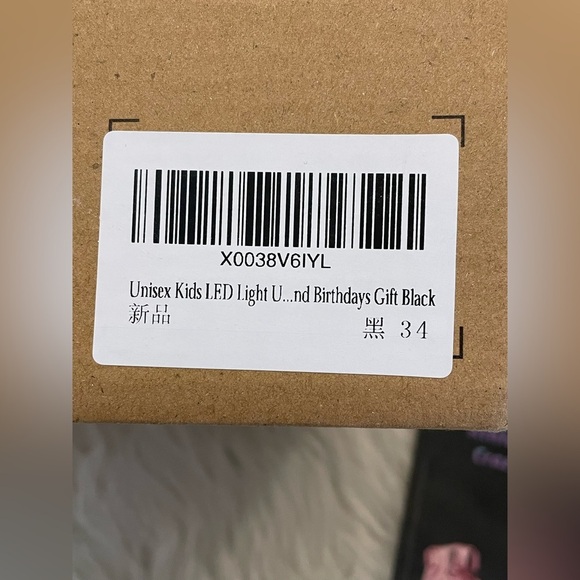 X0038V6IYL
Unisex Kids LED Light U...nd Birthdays Gift Black
新品
黑 34